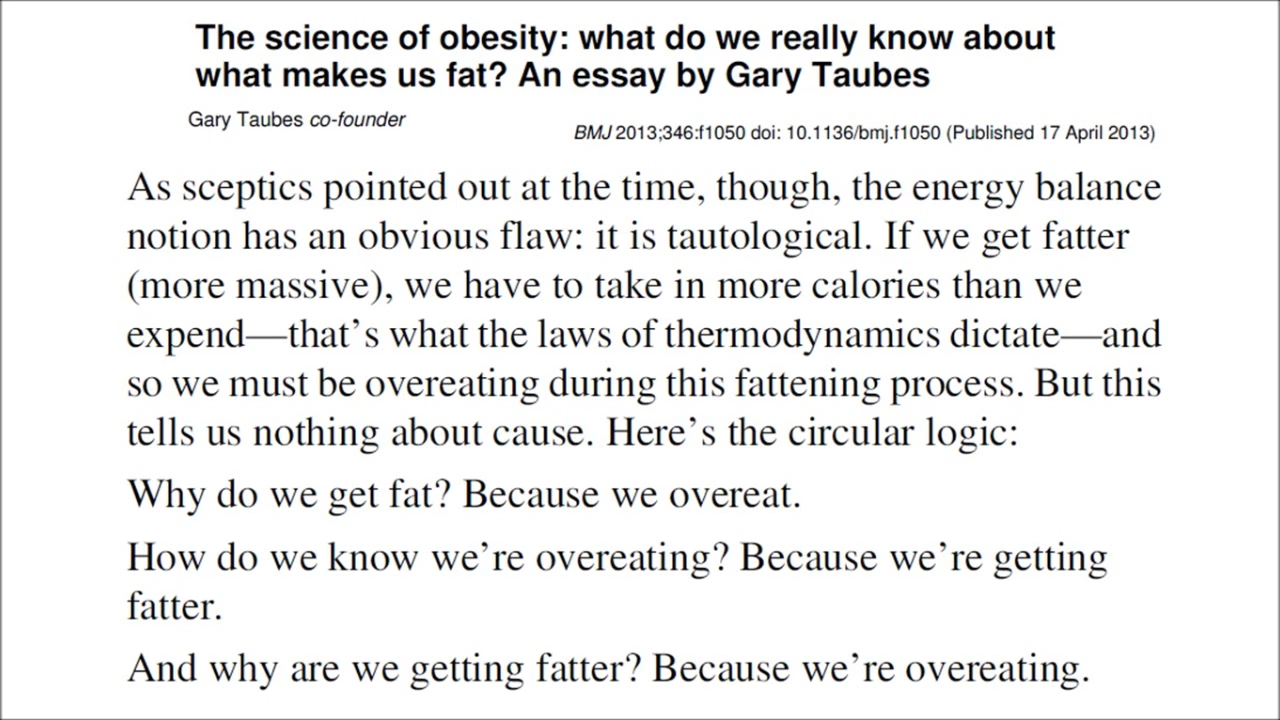 The science of obesity: what do we really know about
what makes us fat? An essay by Gary Taubes
Gary Taubes co-founder
BMJ 2013;346:f1050 doi: 10.1136/bmj.f1050 (Published 17 April 2013)
As sceptics pointed out at the time, though, the energy balance
notion has an obvious flaw: it is tautological. If we get fatter
(more massive), we have to take in more calories than we
expend—that’s what the laws of thermodynamics dictate—and
so we must be overeating during this fattening process. But this
tells us nothing about cause. Here’s the circular logic:
Why do we get fat? Because we overeat.
How do we know we’re overeating? Because we’re getting
fatter.
And why are we getting fatter? Because we’re overeating.